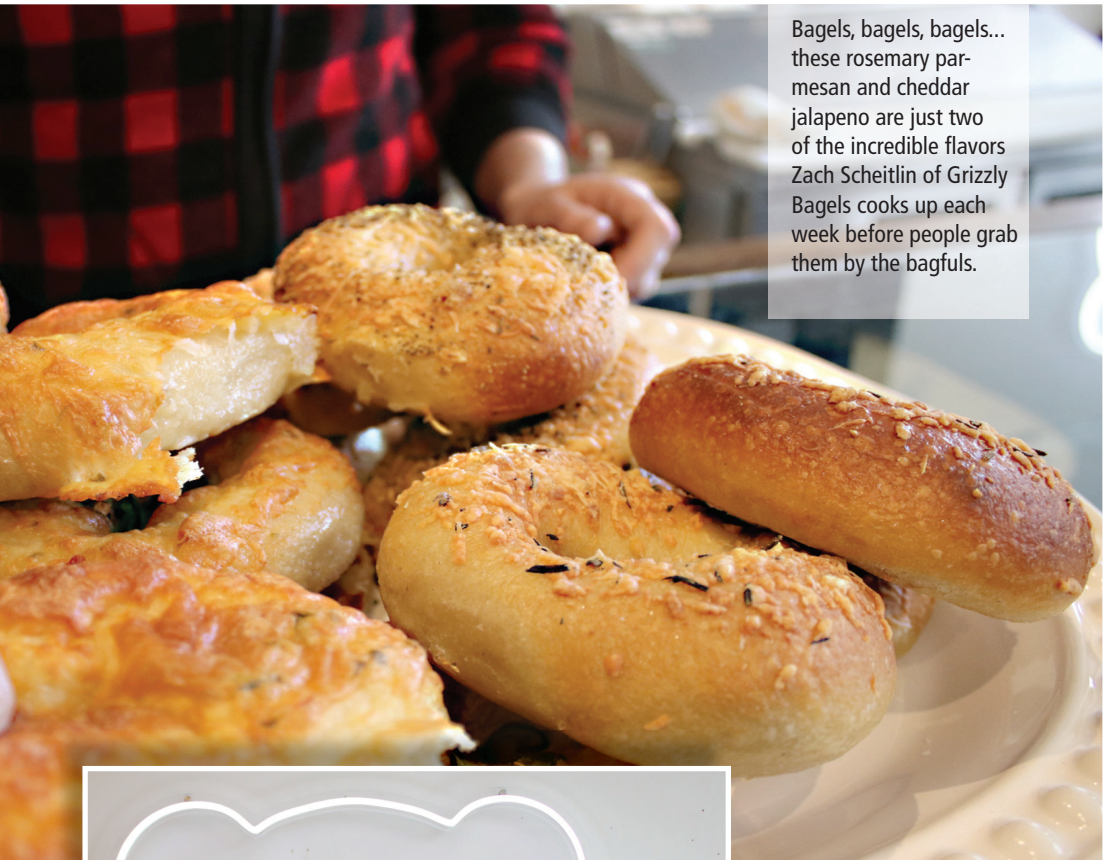 Bagels, bagels, bagels...
these rosemary par-
mesan and cheddar
jalapeno are just two
of the incredible flavors
Zach Scheitlin of Grizzly
Bagels cooks up each
week before people grab
them by the bagfuls.